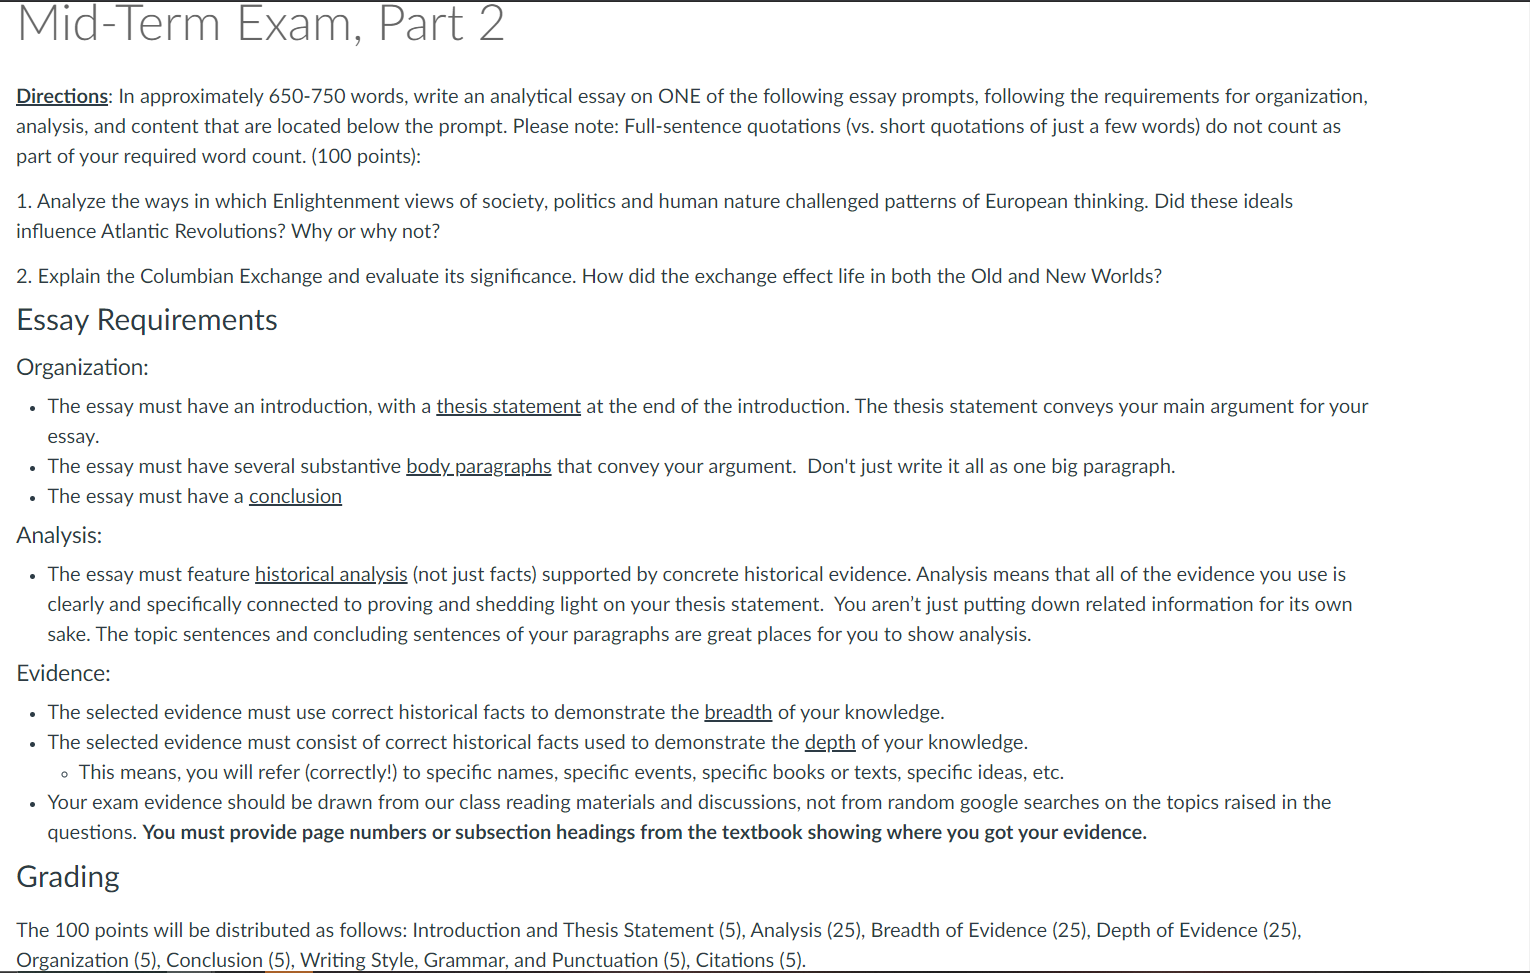 Mid-Term Exam, Part 2
Directions: In approximately 650-750 words, write an analytical essay on ONE of the following essay prompts, following the requirements for organization,
analysis, and content that are located below the prompt. Please note: Full-sentence quotations (vs. short quotations of just a few words) do not count as
part of your required word count. (100 points):
1. Analyze the ways in which Enlightenment views of society, politics and human nature challenged patterns of European thinking. Did these ideals
influence Atlantic Revolutions? Why or why not?
2. Explain the Columbian Exchange and evaluate its significance. How did the exchange effect life in both the Old and New Worlds?
Essay Requirements
Organization:
• The essay must have an introduction, with a thesis statement at the end of the introduction. The thesis statement conveys your main argument for your
essay.
• The essay must have several substantive body paragraphs that convey your argument.  Don't just write it all as one big paragraph.
• The essay must have a conclusion
Analysis:
• The essay must feature historical analysis (not just facts) supported by concrete historical evidence. Analysis means that all of the evidence you use is
clearly and specifically connected to proving and shedding light on your thesis statement.  You aren’t just putting down related information for its own
sake. The topic sentences and concluding sentences of your paragraphs are great places for you to show analysis.
Evidence:
• The selected evidence must use correct historical facts to demonstrate the breadth of your knowledge.
• The selected evidence must consist of correct historical facts used to demonstrate the depth of your knowledge.
◦ This means, you will refer (correctly!) to specific names, specific events, specific books or texts, specific ideas, etc.
• Your exam evidence should be drawn from our class reading materials and discussions, not from random google searches on the topics raised in the
questions. You must provide page numbers or subsection headings from the textbook showing where you got your evidence.
Grading
The 100 points will be distributed as follows: Introduction and Thesis Statement (5), Analysis (25), Breadth of Evidence (25), Depth of Evidence (25),
Organization (5), Conclusion (5), Writing Style, Grammar, and Punctuation (5), Citations (5).